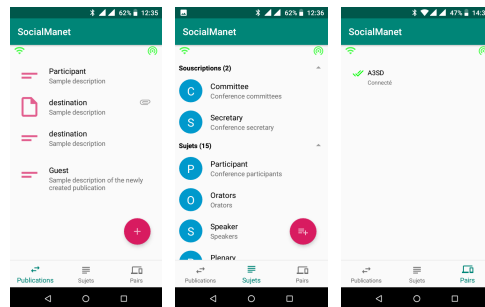 62% 12:35
SocialManet
Participant
Sample description
destination
Sample description
destination
Sample description
Guest
Sample description of the newly
created publication
Publications Sujets Pairs
62% 12:36
SocialManet
Souscriptions (2)
C
Committee
Conference committees
S
Secretary
Conference secretary
Sujets (15)
P
Participant
Conference participants
O
Orators
Orators
S
Speaker
Speakers
P
Plenary
Publications Sujets Pairs
47%
SocialManet
A3SD
Connecté
Publications Sujets Pairs